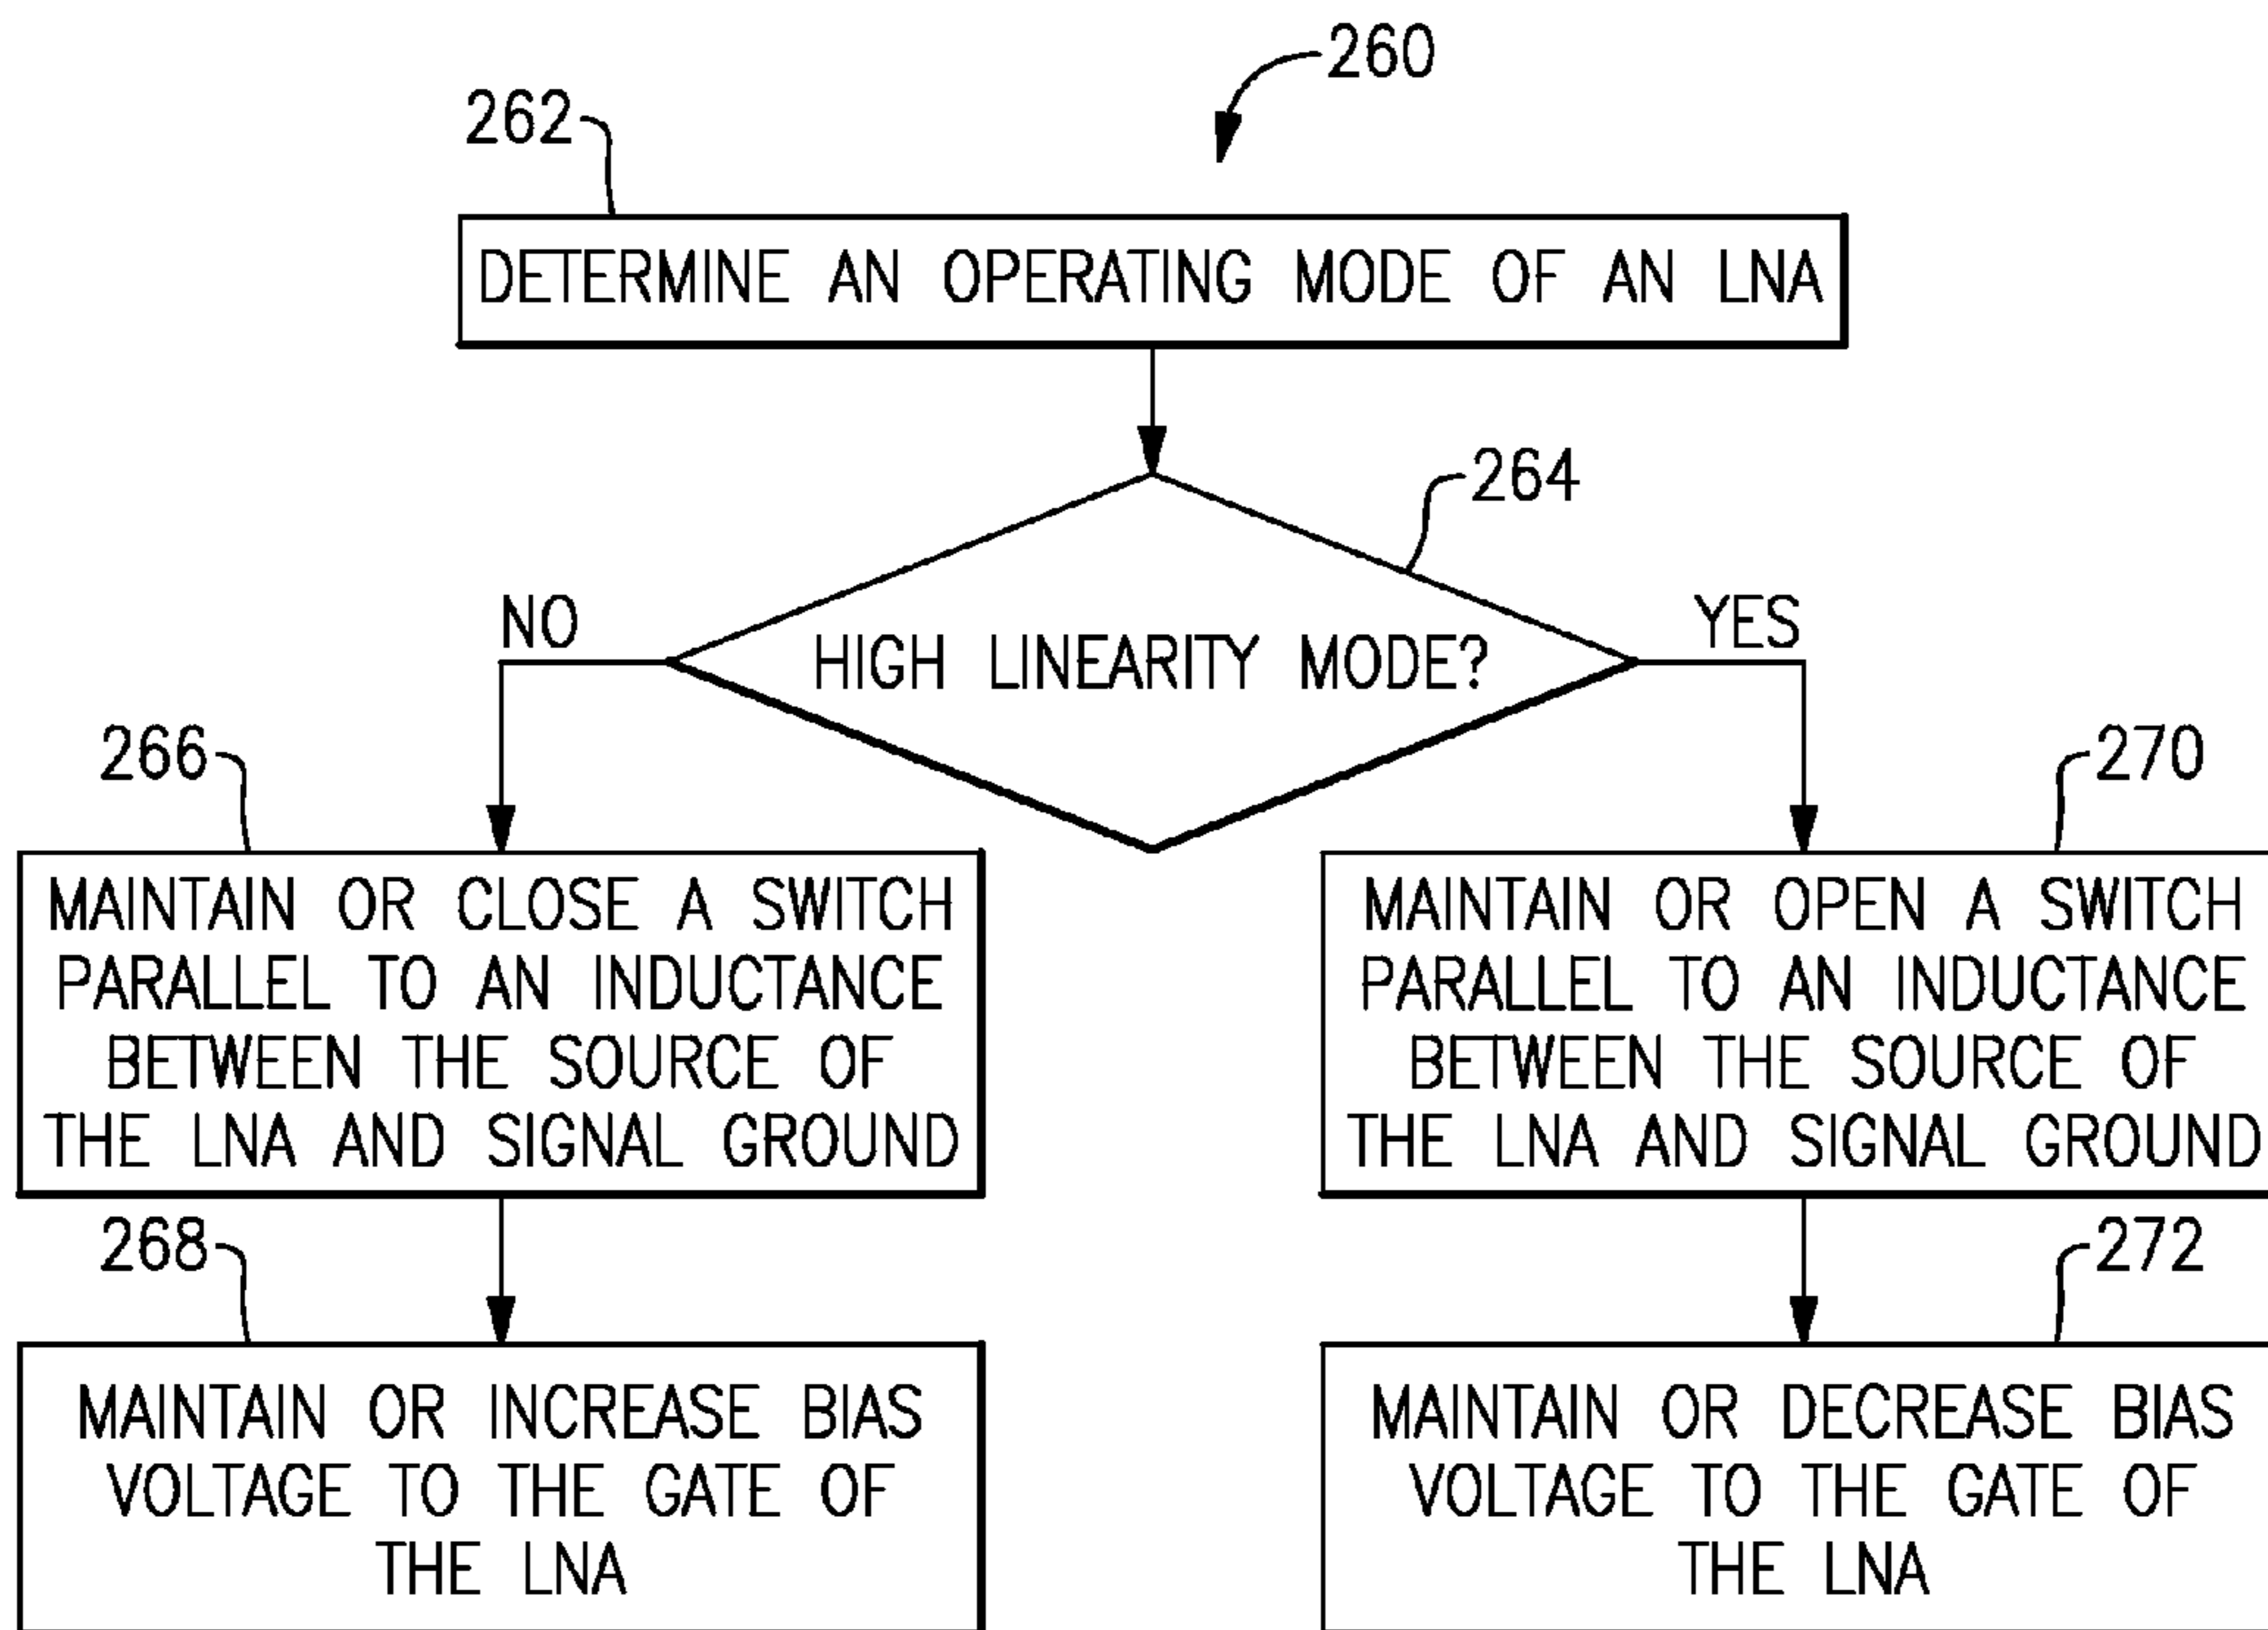 260
262
DETERMINE AN OPERATING MODE OF AN LNA
264
NO
HIGH LINEARITY MODE?
YES
266
MAINTAIN OR CLOSE A SWITCH
PARALLEL TO AN INDUCTANCE
BETWEEN THE SOURCE OF
THE LNA AND SIGNAL GROUND
268
MAINTAIN OR INCREASE BIAS
VOLTAGE TO THE GATE OF
THE LNA
270
MAINTAIN OR OPEN A SWITCH
PARALLEL TO AN INDUCTANCE
BETWEEN THE SOURCE OF
THE LNA AND SIGNAL GROUND
272
MAINTAIN OR DECREASE BIAS
VOLTAGE TO THE GATE OF
THE LNA